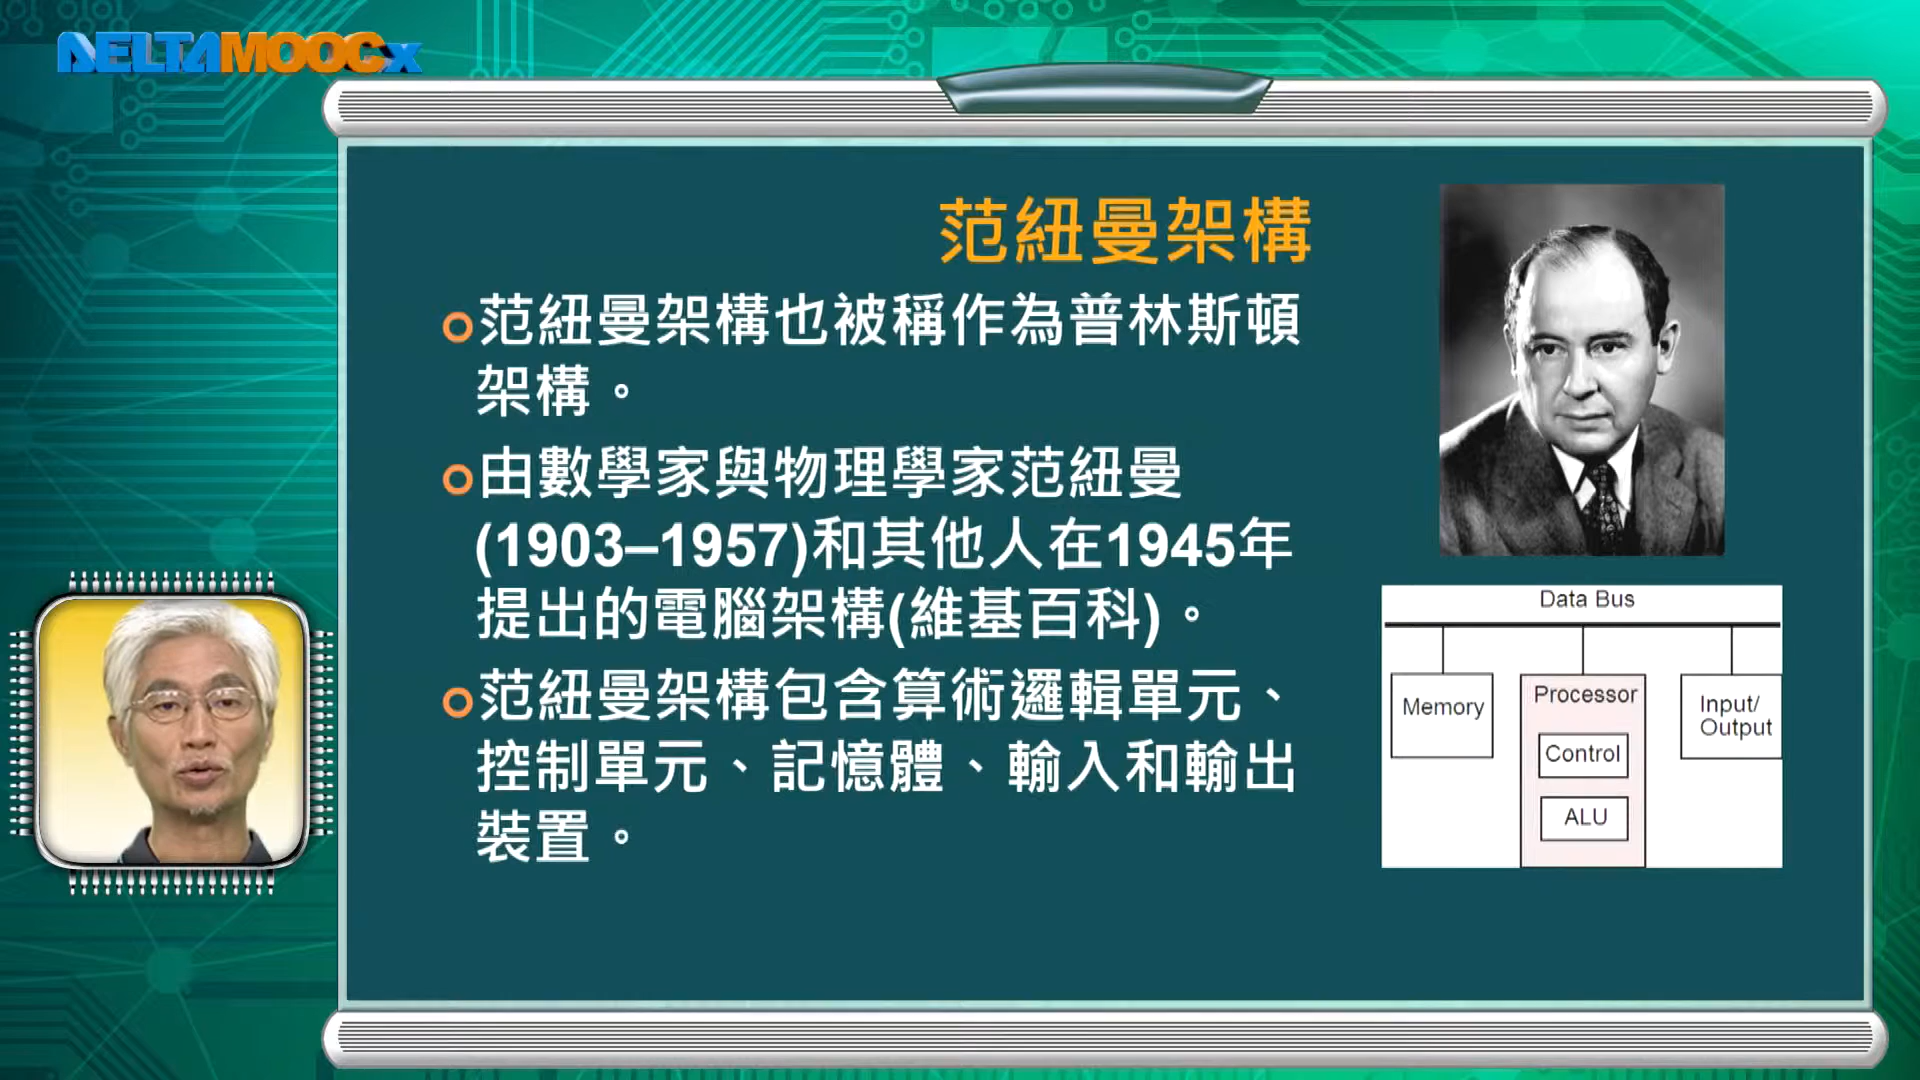 DELTAMOOCx
范紐曼架構
范紐曼架構也被稱作為普林斯頓
架構。
由數學家與物理學家范紐曼
(1903–1957)和其他人在1945年
提出的電腦架構(維基百科)。
范紐曼架構包含算術邏輯單元、
控制單元、記憶體、輸入和輸出
裝置。
Data Bus
Memory
Processor
Control
ALU
Input/
Output